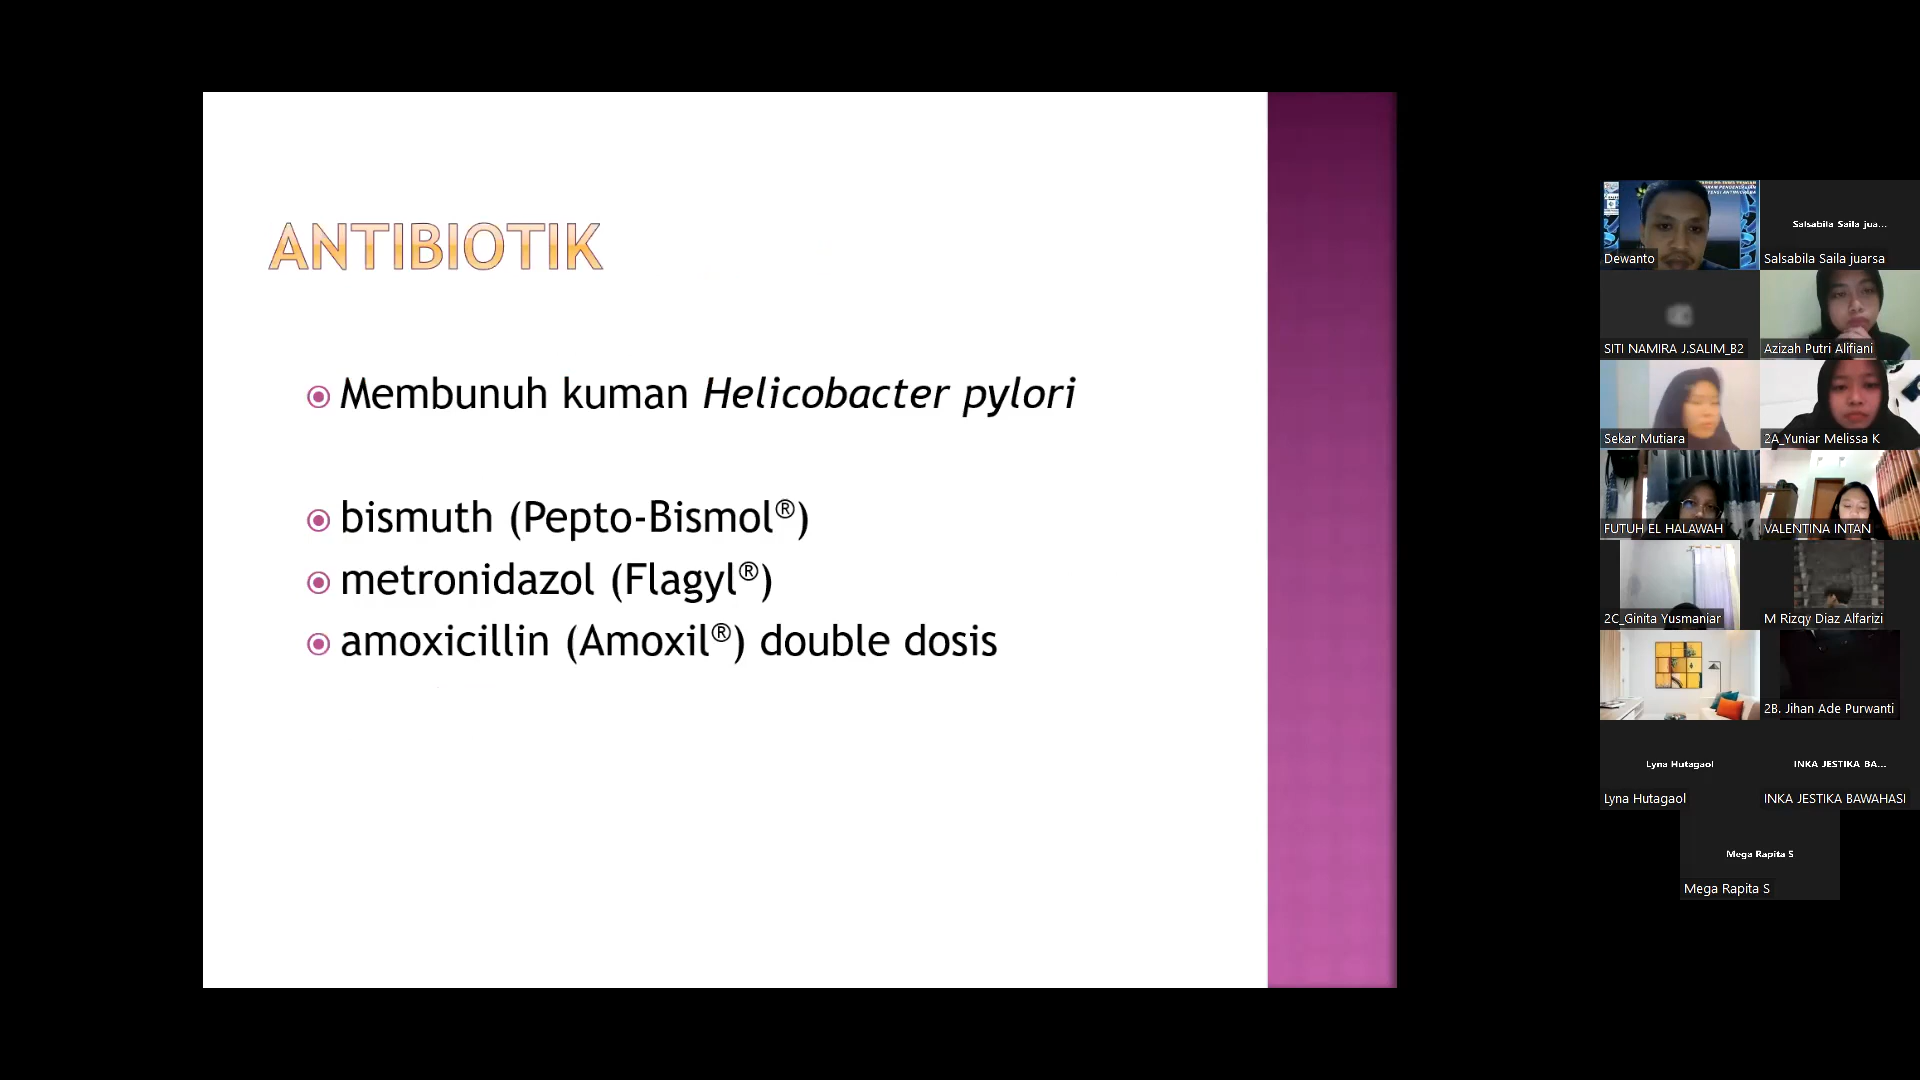 ANTIBIOTIK
Membunuh kuman Helicobacter pylori
bismuth (Pepto-Bismol®)
metronidazol (Flagyl®)
amoxicillin (Amoxil®) double dosis
Dewanto
Salsabila Saila jua...
Salsabila Saila juarsa
SITI NAMIRA J.SALIM_B2
Azizah Putri Alifiani
Sekar Mutiara
2A_Yuniar Melissa K
FUTUH EL HALAWAH
VALENTINA INTAN
2C_Ginita Yusmaniar
M Rizqy Diaz Alfarizi
2B. Jihan Ade Purwanti
Lyna Hutagaol
INKA JESTIKA BA...
Lyna Hutagaol
INKA JESTIKA BAWAHASI
Mega Rapita S
Mega Rapita S